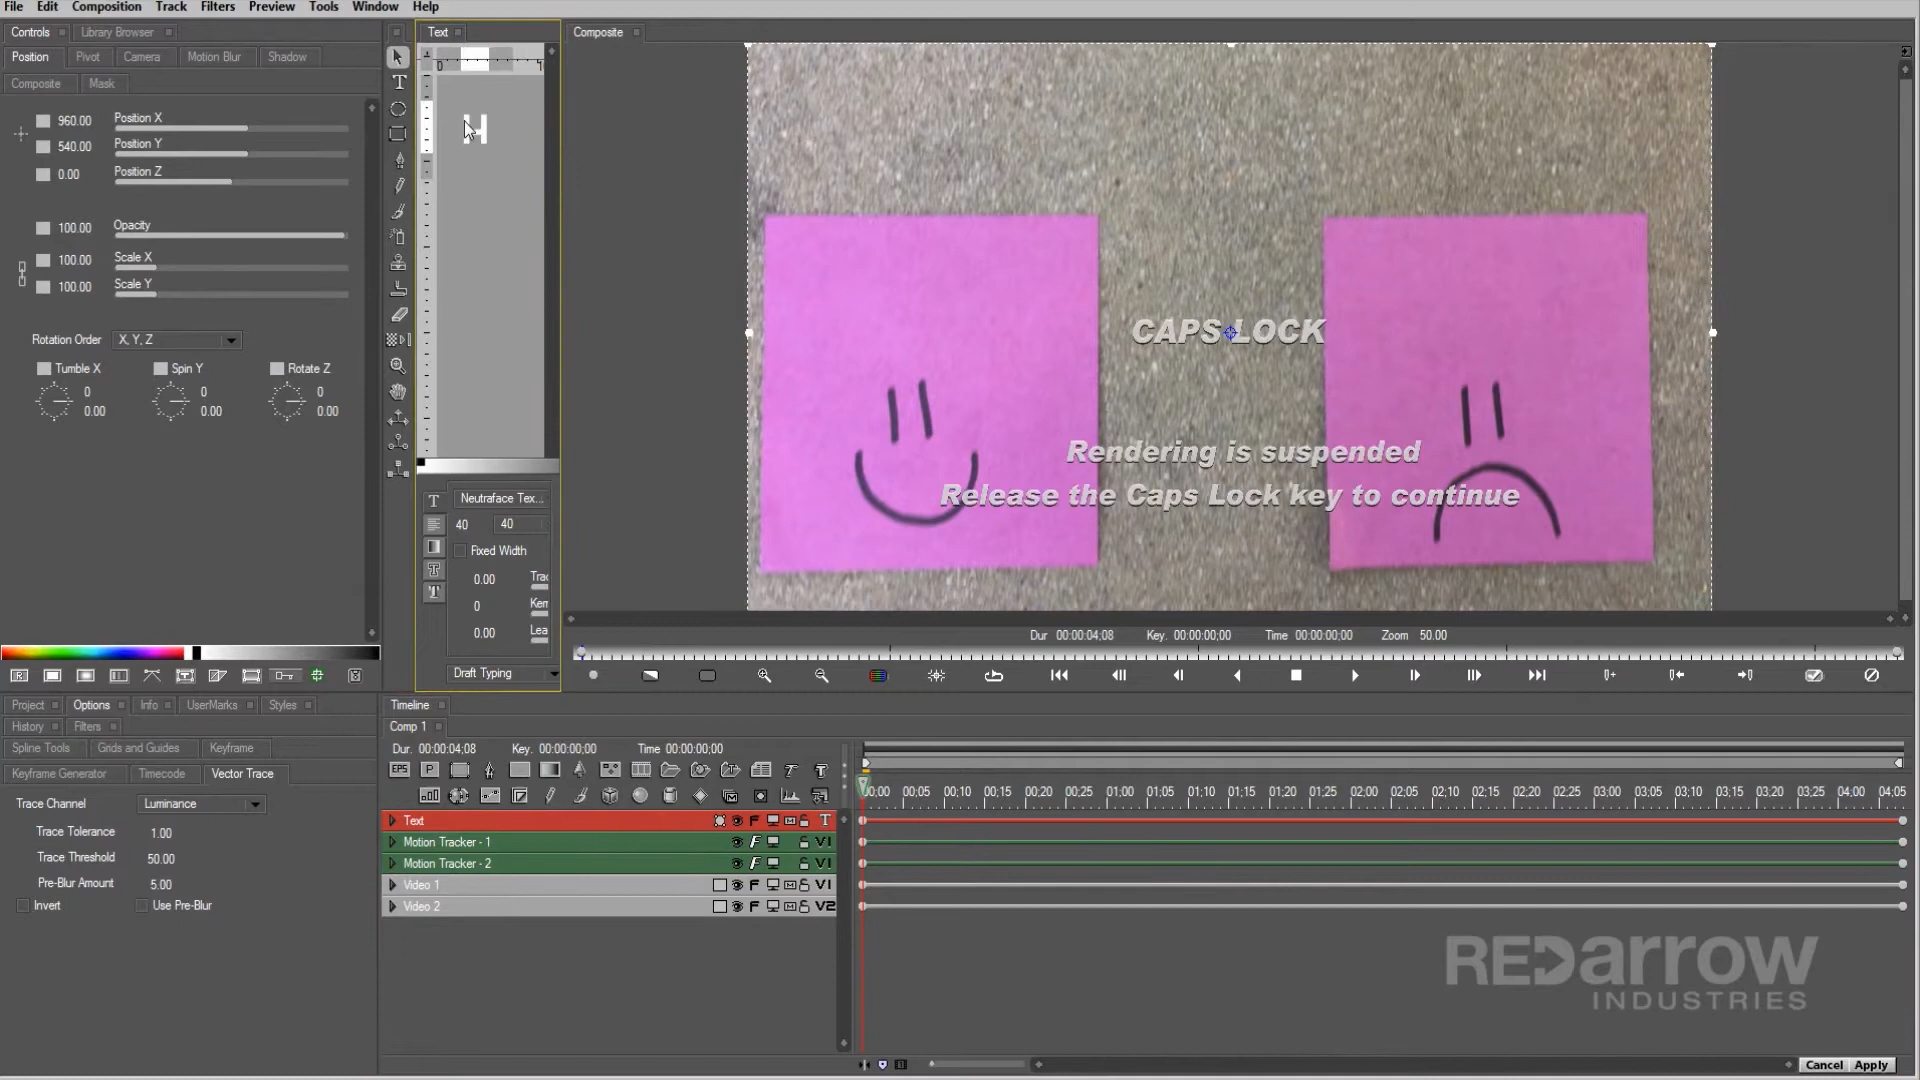 File Edit Composition Track Filters Preview Tools Window Help
Controls Library Browser
Position Pivot Camera Motion Blur Shadow
Composite Mask
960.00 Position X
540.00 Position Y
0.00 Position Z
100.00 Opacity
100.00 Scale X
100.00 Scale Y
Rotation Order X, Y, Z
Tumble X Spin Y Rotate Z
0 0 0
0.00 0.00 0.00
Text
0
H
Neutraface Tex...
40 40
Fixed Width
0.00
0
0.00
Draft Typing
Composite
CAPS LOCK
Rendering is suspended
Release the Caps Lock key to continue
Dur 00:00:04;08 Key. 00:00:00;00 Time 00:00:00;00 Zoom 50.00
Project Options Info UserMarks Styles
History Filters
Spline Tools Grids and Guides Keyframe
Keyframe Generator Timecode Vector Trace
Trace Channel Luminance
Trace Tolerance 1.00
Trace Threshold 50.00
Pre-Blur Amount 5.00
Invert Use Pre-Blur
Timeline
Comp 1
Dur. 00:00:04;08 Key. 00:00:00;00 Time 00:00:00;00
EPS P
00:05 00;10 00:15 00:20 00:25 01:00 01:05 01:10 01:15 01:20 01:25 02:00 02:05 02:10 02:15 02:20 02:25 03:00 03:05 03:10 03:15 03:20 03:25 04:00 04:05
Text F T
Motion Tracker - 1 F V1
Motion Tracker - 2 F V1
Video 1 F M V1
Video 2 F M V2
REDarrow
INDUSTRIES
Cancel Apply